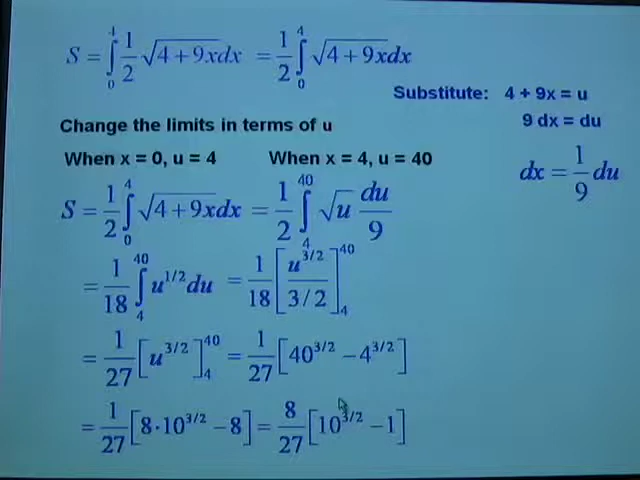 S = ∫₀⁴ 1/2 √(4 + 9x) dx = 1/2 ∫₀⁴ √(4 + 9x) dx
Substitute: 4 + 9x = u
9 dx = du
dx = 1/9 du
Change the limits in terms of u
When x = 0, u = 4 When x = 4, u = 40
S = 1/2 ∫₀⁴ √(4 + 9x) dx = 1/2 ∫₄⁴⁰ √u du/9
= 1/18 ∫₄⁴⁰ u^(1/2) du = 1/18 [u^(3/2) / (3/2)]₄⁴⁰
= 1/27 [u^(3/2)]₄⁴⁰ = 1/27 [40^(3/2) − 4^(3/2)]
= 1/27 [8·10^(3/2) − 8] = 8/27 [10^(3/2) − 1]